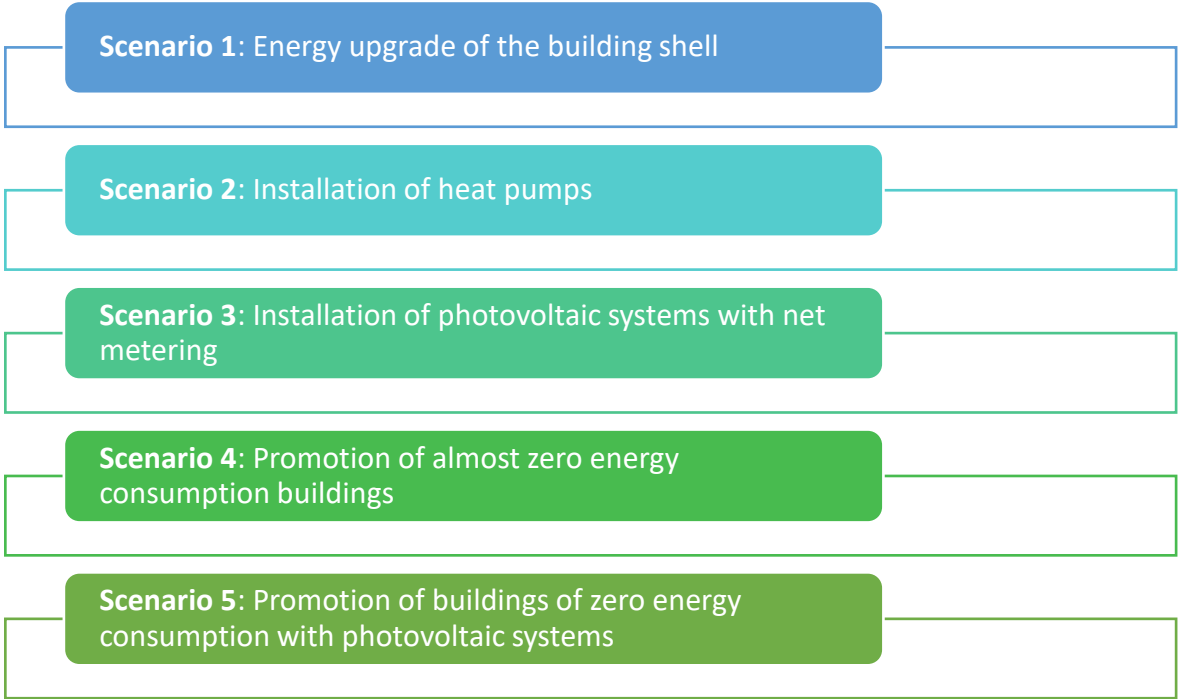 Scenario 1: Energy upgrade of the building shell
Scenario 2: Installation of heat pumps
Scenario 3: Installation of photovoltaic systems with net
metering
Scenario 4: Promotion of almost zero energy
consumption buildings
Scenario 5: Promotion of buildings of zero energy
consumption with photovoltaic systems